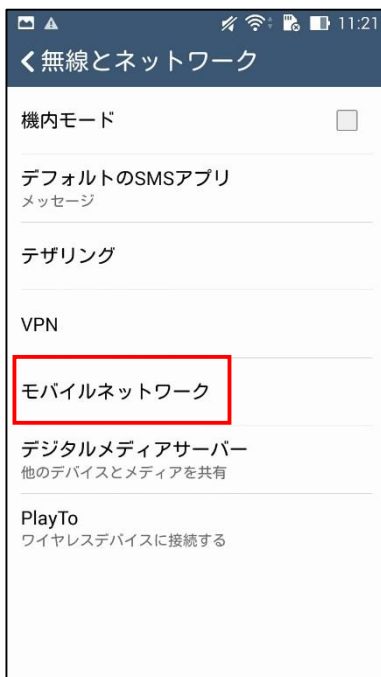 11:21
無線とネットワーク
機内モード
デフォルトのSMSアプリ
メッセージ
テザリング
VPN
モバイルネットワーク
デジタルメディアサーバー
他のデバイスとメディアを共有
PlayTo
ワイヤレスデバイスに接続する